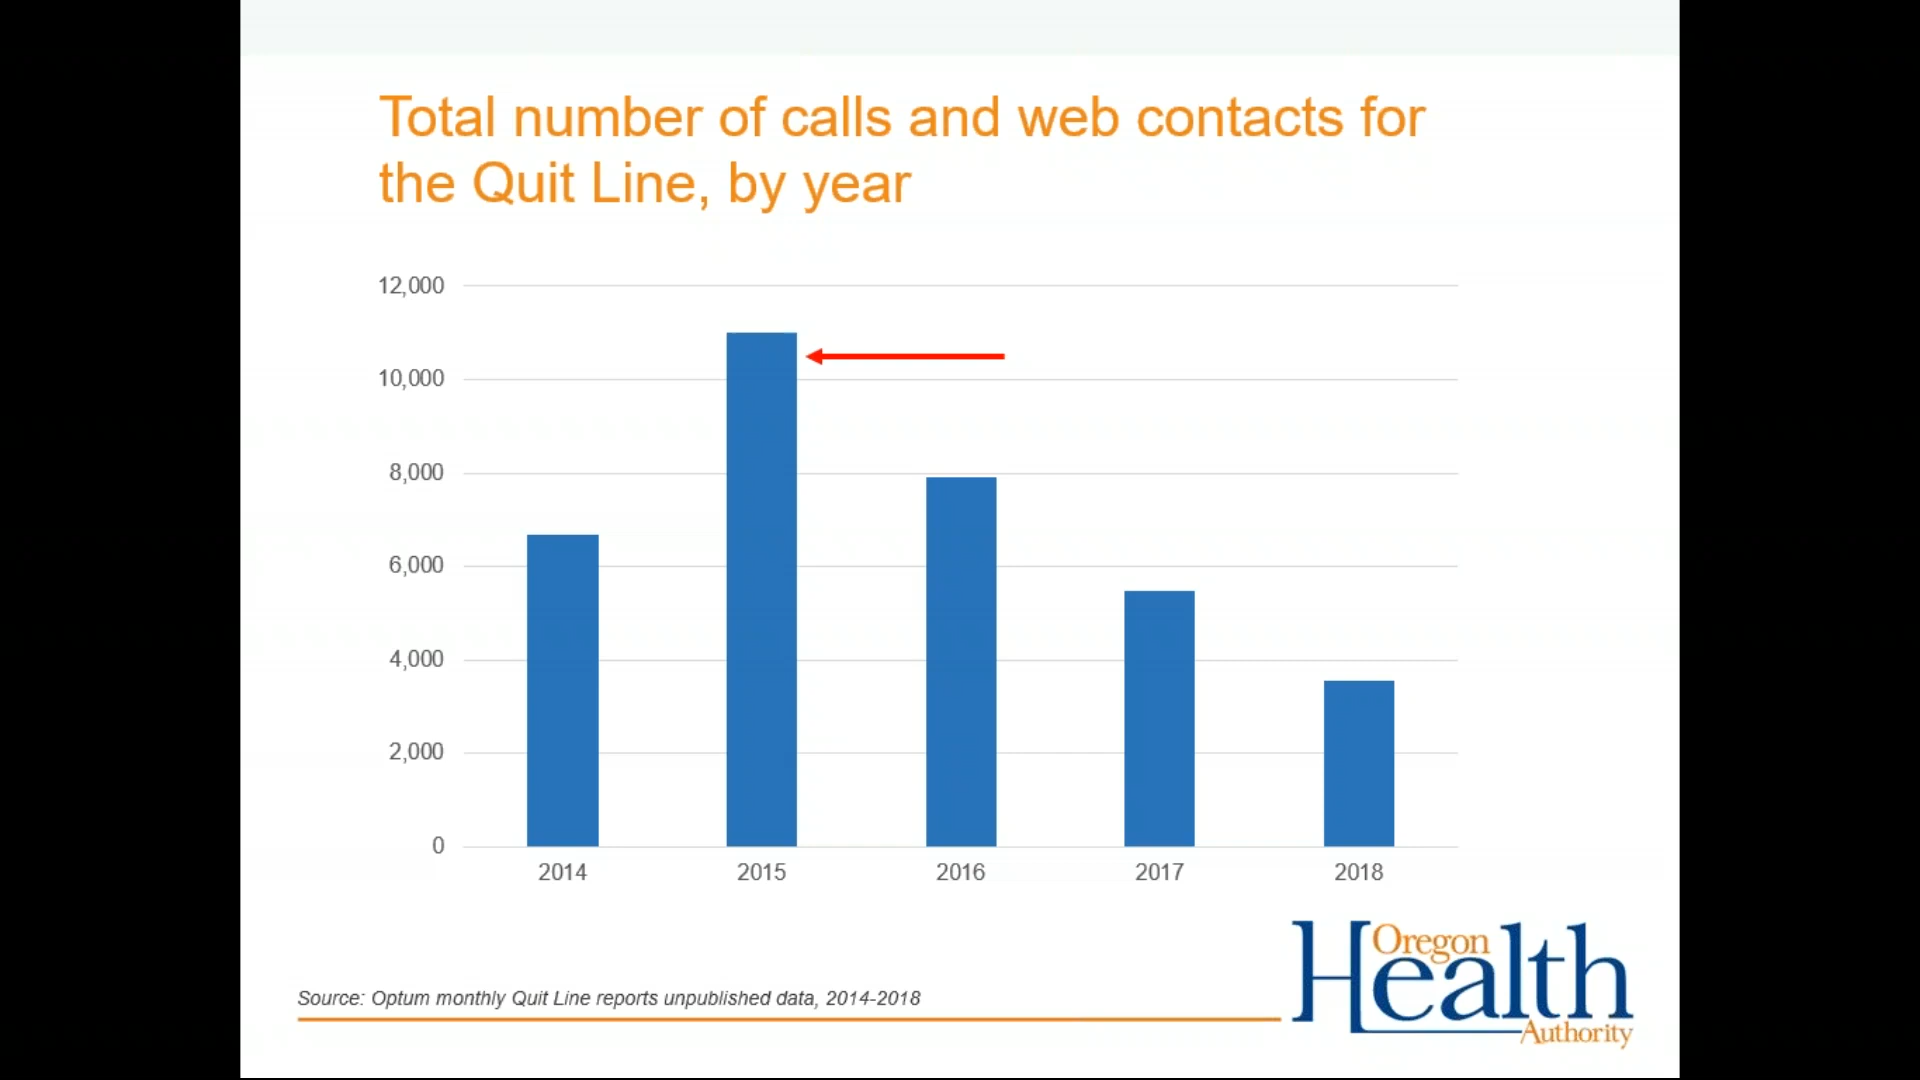 Total number of calls and web contacts for
the Quit Line, by year
12,000
10,000
8,000
6,000
4,000
2,000
0
2014 2015 2016 2017 2018
Source: Optum monthly Quit Line reports unpublished data, 2014-2018
Oregon
Health
Authority